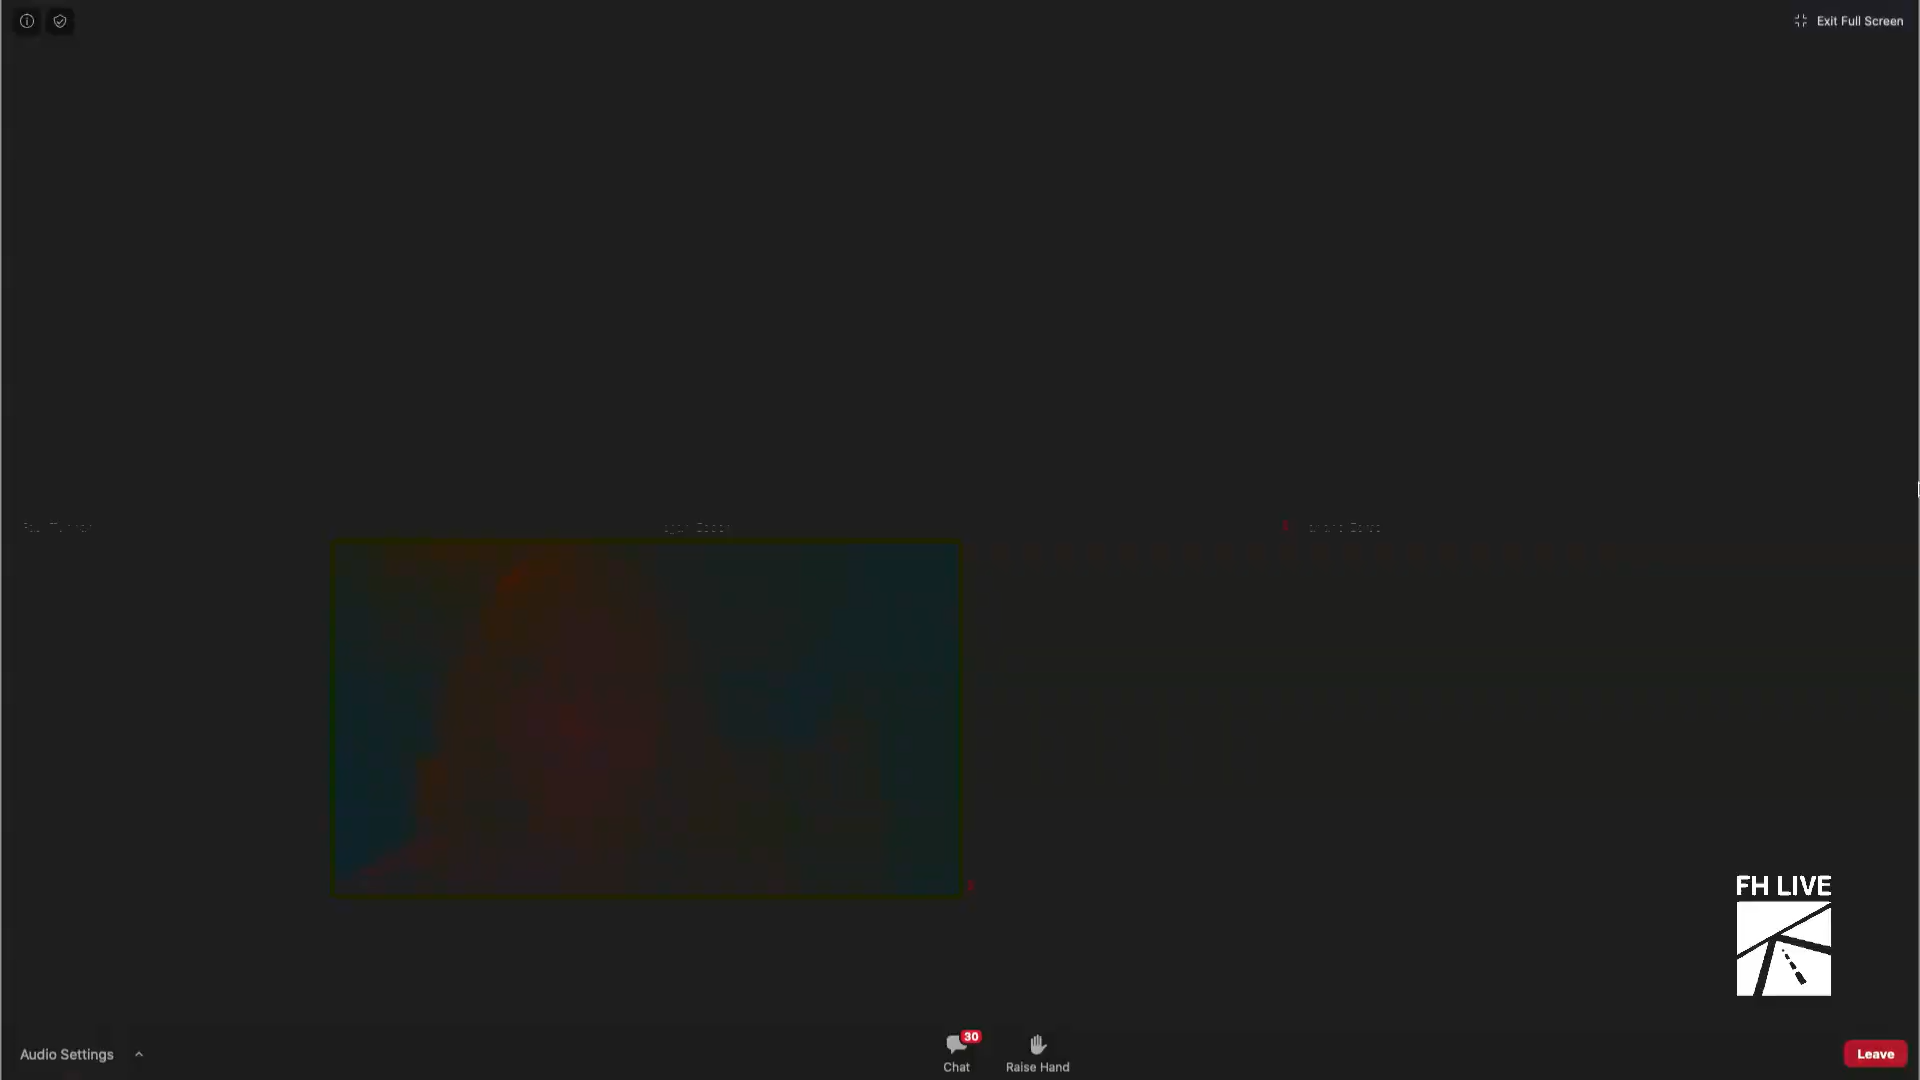 Exit Full Screen
FH LIVE
Audio Settings
30
Chat
Raise Hand
Leave